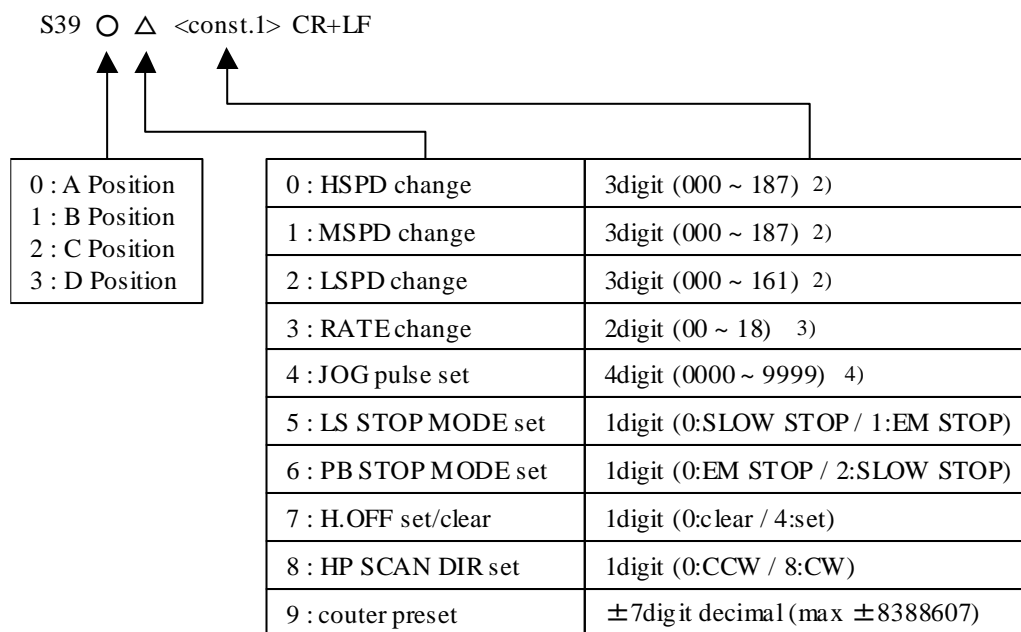 S39 ○ △ <const.1> CR+LF
0 : A Position
1 : B Position
2 : C Position
3 : D Position
0 : HSPD change 3digit (000 ~ 187) 2)
1 : MSPD change 3digit (000 ~ 187) 2)
2 : LSPD change 3digit (000 ~ 161) 2)
3 : RATE change 2digit (00 ~ 18) 3)
4 : JOG pulse set 4digit (0000 ~ 9999) 4)
5 : LS STOP MODE set 1digit (0:SLOW STOP / 1:EM STOP)
6 : PB STOP MODE set 1digit (0:EM STOP / 2:SLOW STOP)
7 : H.OFF set/clear 1digit (0:clear / 4:set)
8 : HP SCAN DIR set 1digit (0:CCW / 8:CW)
9 : couter preset ±7digit decimal (max ±8388607)